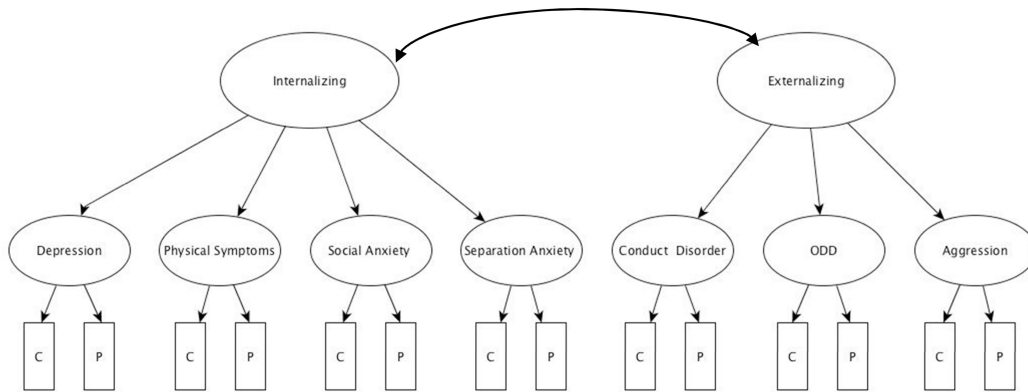 Internalizing
Externalizing
Depression
Physical Symptoms
Social Anxiety
Separation Anxiety
Conduct Disorder
ODD
Aggression
C
P
C
P
C
P
C
P
C
P
C
P
C
P